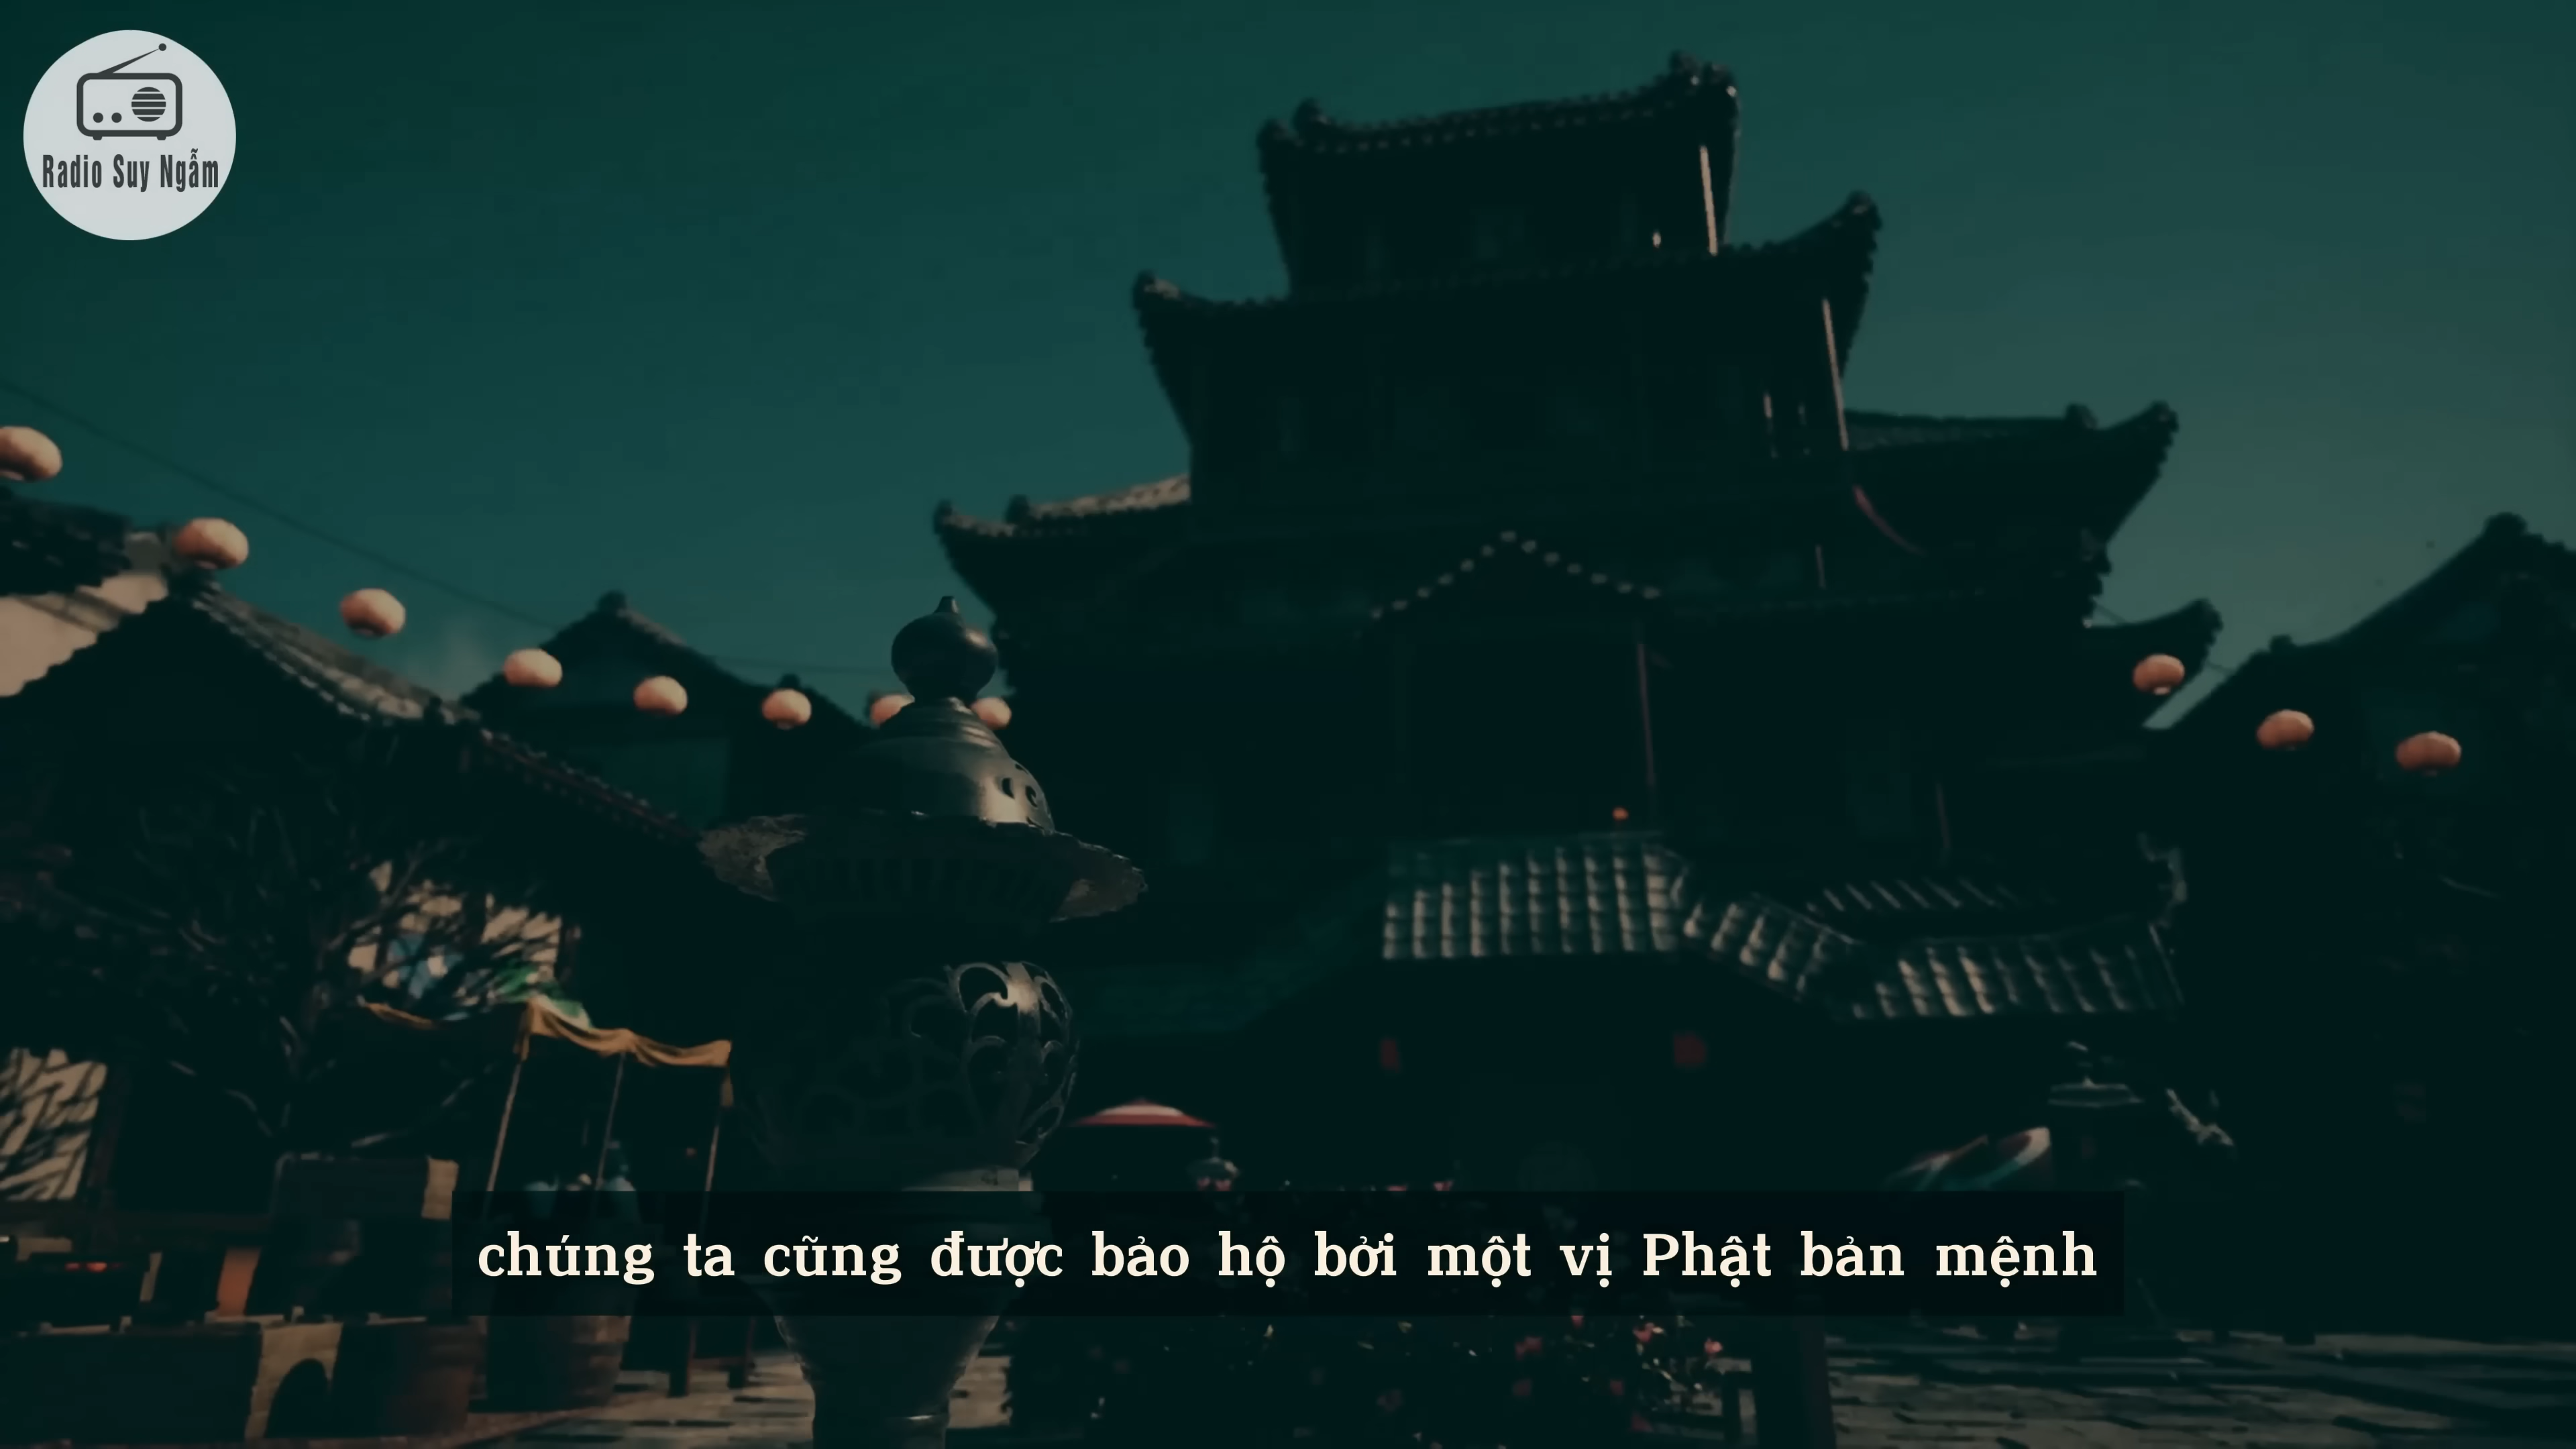 Radio Suy Ngẫm
chúng ta cũng được bảo hộ bởi một vị Phật bản mệnh